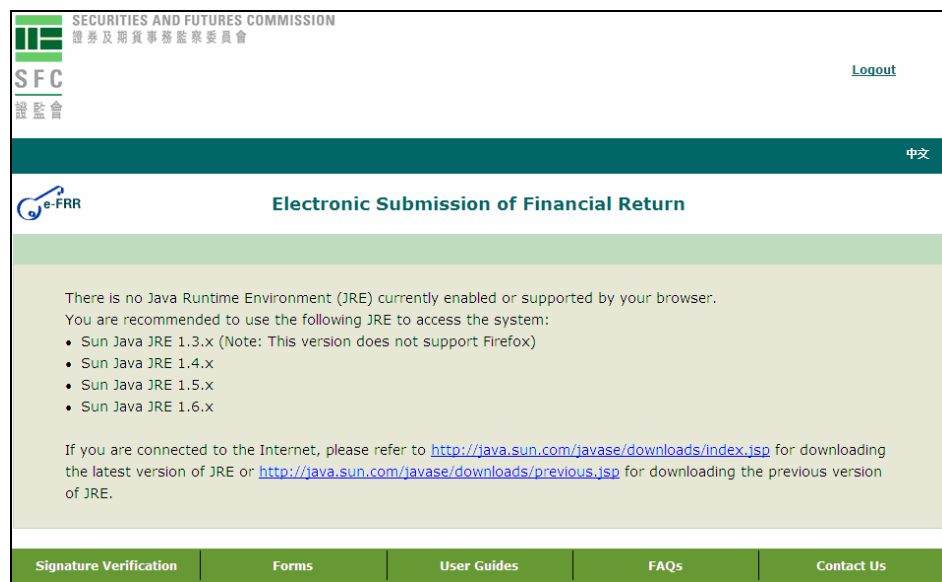 SECURITIES AND FUTURES COMMISSION
證券及期貨事務監察委員會
SFC
證監會
Logout
中文
e-FRR
Electronic Submission of Financial Return
There is no Java Runtime Environment (JRE) currently enabled or supported by your browser.
You are recommended to use the following JRE to access the system:
• Sun Java JRE 1.3.x (Note: This version does not support Firefox)
• Sun Java JRE 1.4.x
• Sun Java JRE 1.5.x
• Sun Java JRE 1.6.x
If you are connected to the Internet, please refer to http://java.sun.com/javase/downloads/index.jsp for downloading
the latest version of JRE or http://java.sun.com/javase/downloads/previous.jsp for downloading the previous version
of JRE.
Signature Verification
Forms
User Guides
FAQs
Contact Us